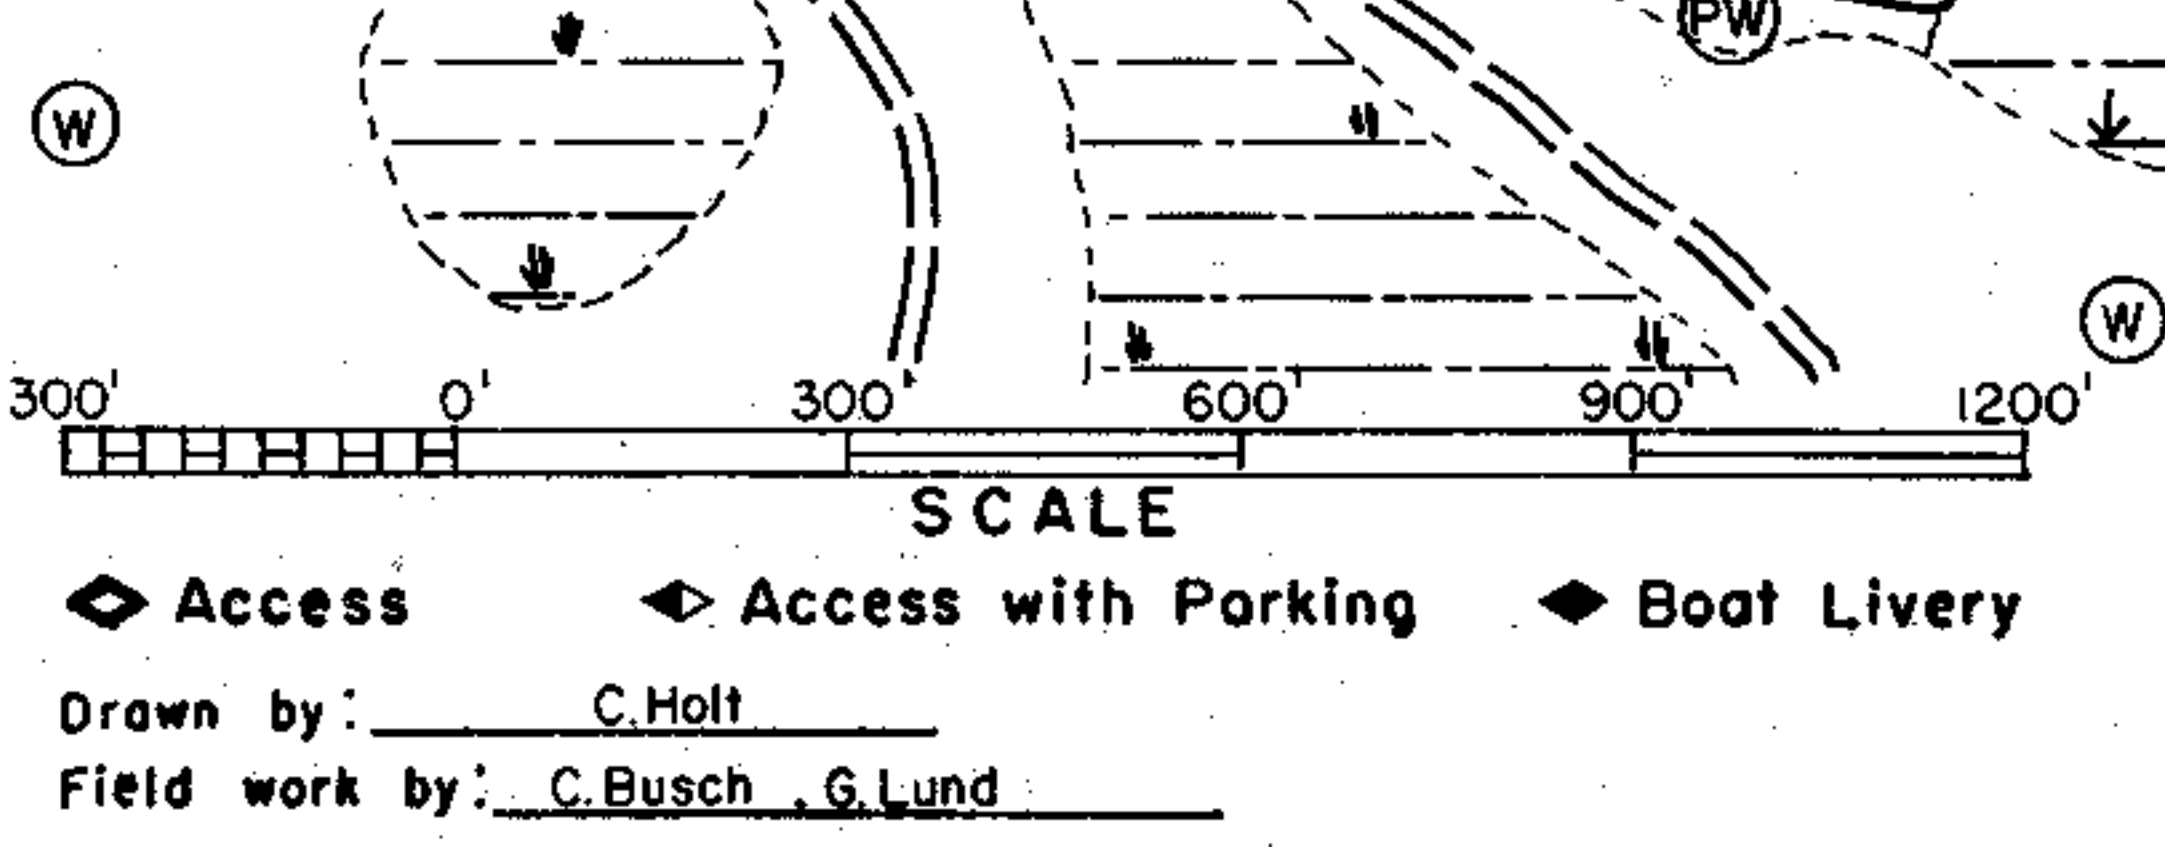 PW
W
W
300' 0' 300' 600' 900' 1200'
SCALE
Access Access with Parking Boat Livery
Drawn by: C. Holt
Field work by: C. Busch , G. Lund